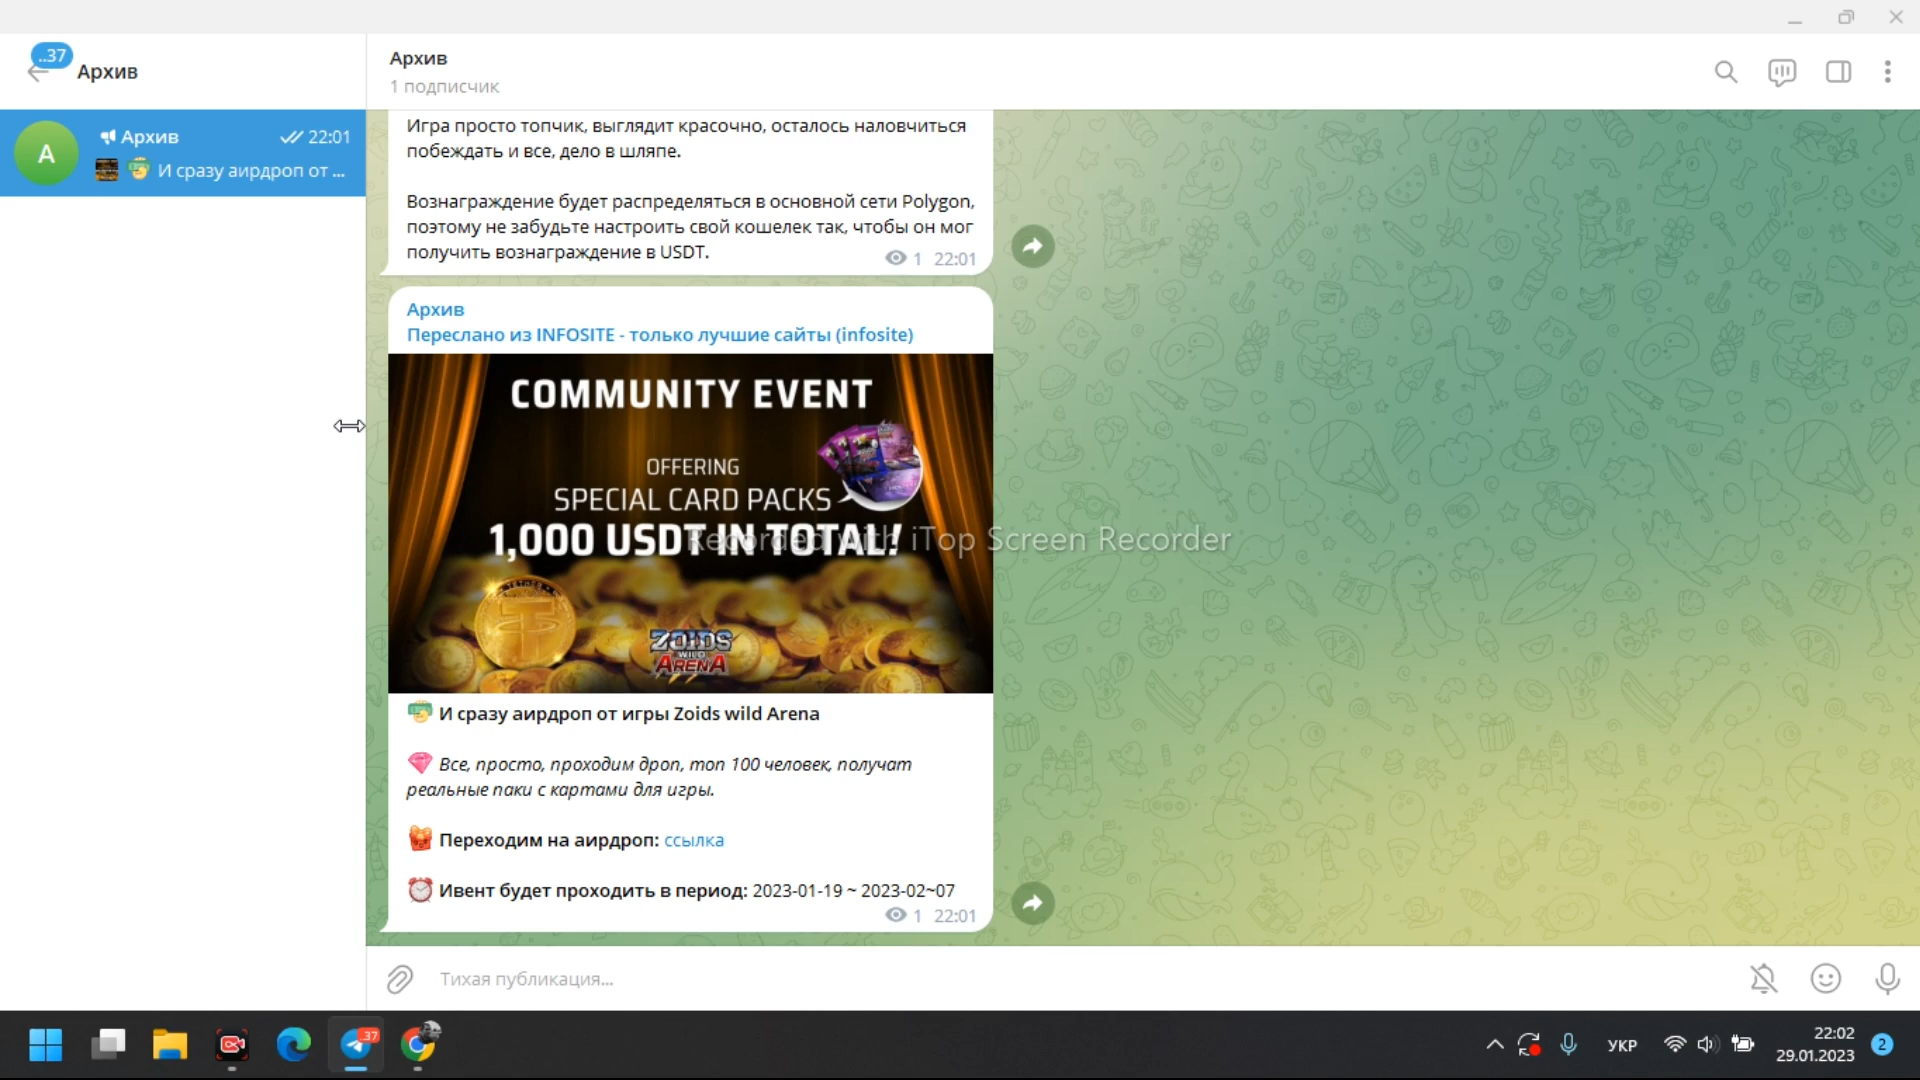 ..37
Архив
Архив
1 подписчик
А
Архив
22:01
И сразу аирдроп от ...
Игра просто топчик, выглядит красочно, осталось наловчиться
побеждать и все, дело в шляпе.
Вознаграждение будет распределяться в основной сети Polygon,
поэтому не забудьте настроить свой кошелек так, чтобы он мог
получить вознаграждение в USDT.
1 22:01
Архив
Переслано из INFOSITE - только лучшие сайты (infosite)
COMMUNITY EVENT
OFFERING
SPECIAL CARD PACKS
1,000 USDT IN TOTAL!
Recorded with iTop Screen Recorder
TETHER
ZOIDS
WILD
ARENA
И сразу аирдроп от игры Zoids wild Arena
Все, просто, проходим дроп, топ 100 человек, получат
реальные паки с картами для игры.
Переходим на аирдроп: ссылка
Ивент будет проходить в период: 2023-01-19 ~ 2023-02~07
1 22:01
Тихая публикация...
37
УКР
22:02
29.01.2023
2